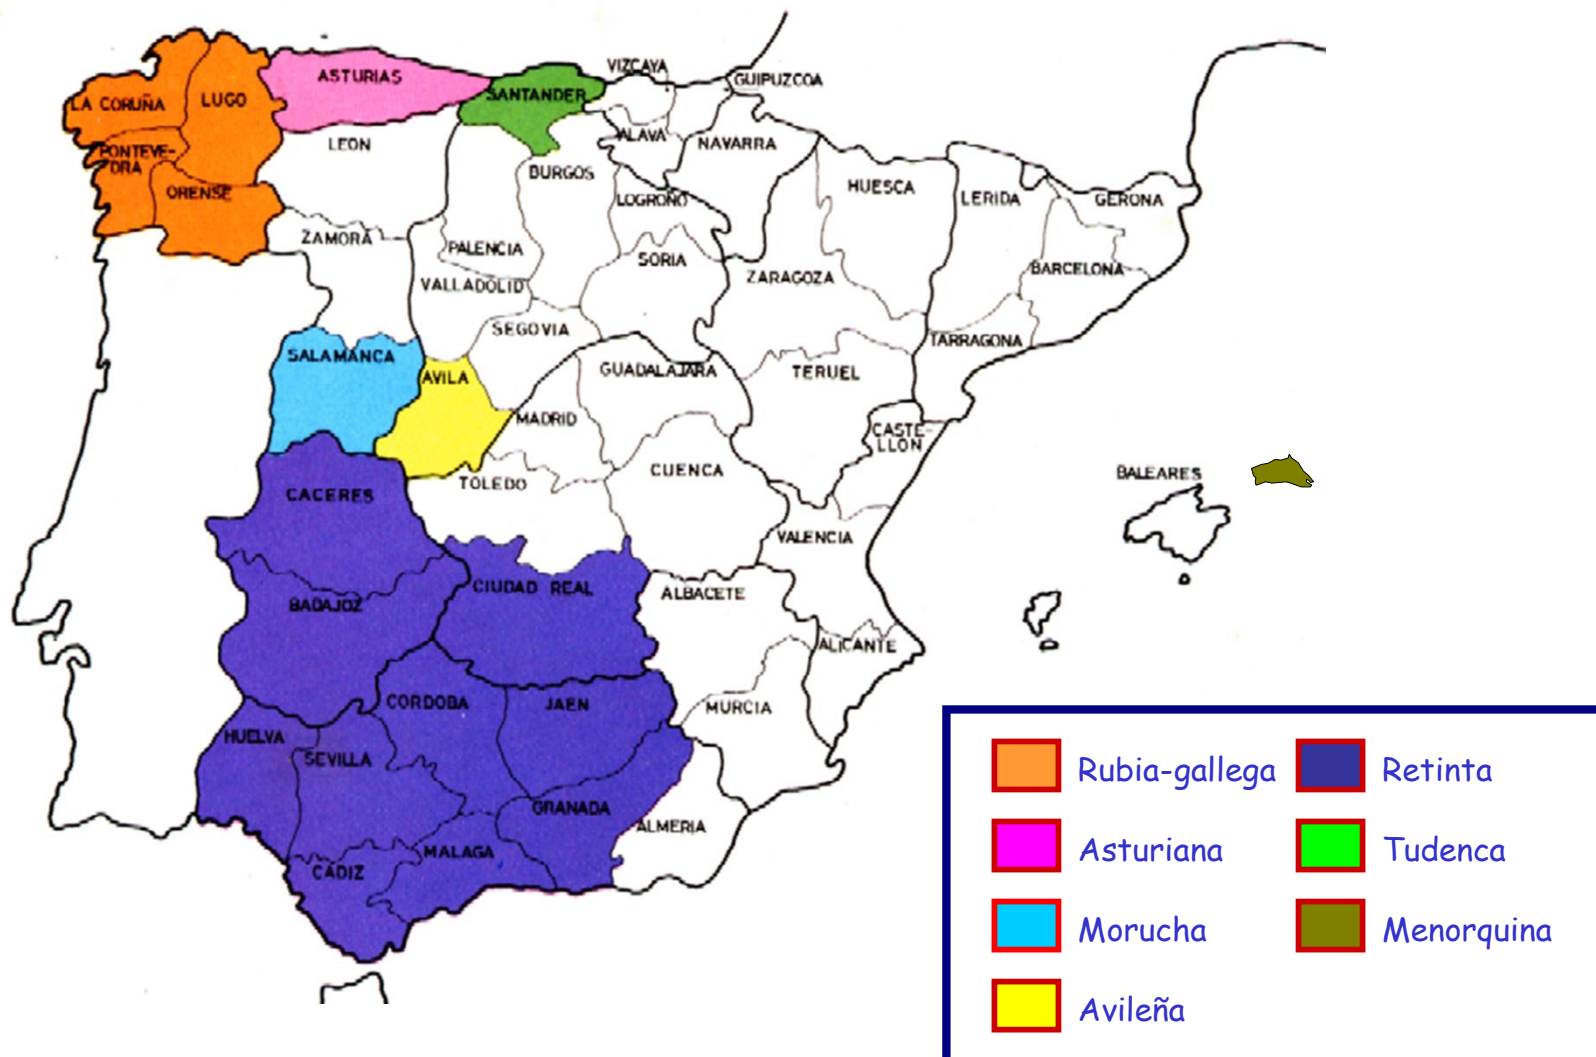 VIZCAYA
GUIPUZCOA
ASTURIAS
SANTANDER
LA CORUÑA
LUGO
ALAVA
NAVARRA
LEON
PONTEVE-
DRA
BURGOS
HUESCA
ORENSE
LOGROÑO
LERIDA
GERONA
ZAMORA
PALENCIA
SORIA
BARCELONA
VALLADOLID
ZARAGOZA
SEGOVIA
TARRAGONA
SALAMANCA
AVILA
GUADALAJARA
TERUEL
MADRID
CASTE-
LLON
CUENCA
BALEARES
TOLEDO
CACERES
VALENCIA
CIUDAD REAL
ALBACETE
BADAJOZ
ALICANTE
CORDOBA
JAEN
MURCIA
HUELVA
SEVILLA
GRANADA
ALMERIA
MALAGA
CADIZ
Rubia-gallega
Retinta
Asturiana
Tudenca
Morucha
Menorquina
Avileña